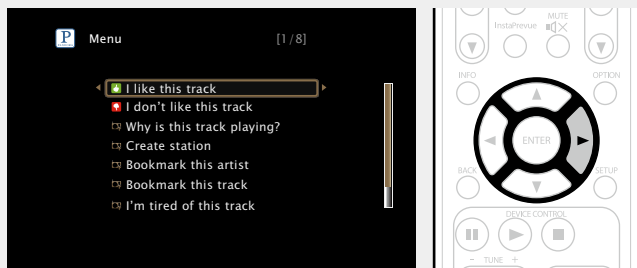 P
PANDORA
Menu
[1/8]
I like this track
I don't like this track
Why is this track playing?
Create station
Bookmark this artist
Bookmark this track
I'm tired of this track
MUTE
InstaPrevue
INFO
OPTION
ENTER
BACK
SETUP
DEVICE CONTROL
- TUNE +